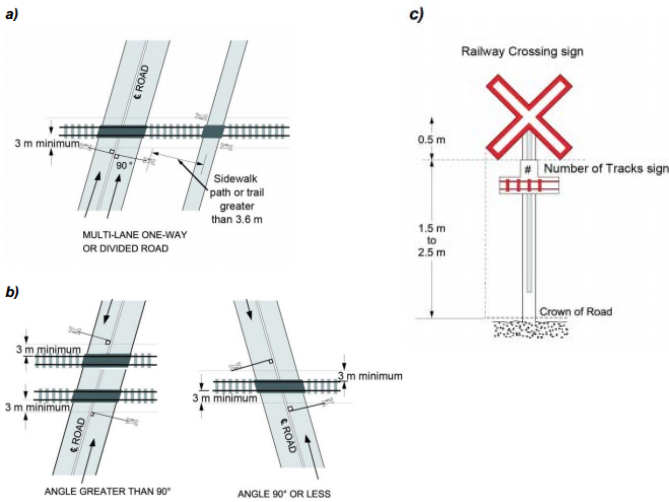 a)
℄ ROAD
3 m minimum
90°
Sidewalk
path or trail
greater
than 3.6 m
MULTI-LANE ONE-WAY
OR DIVIDED ROAD
b)
3 m minimum
3 m minimum
℄ ROAD
ANGLE GREATER THAN 90°
3 m minimum
3 m minimum
℄ ROAD
ANGLE 90° OR LESS
c)
Railway Crossing sign
0.5 m
#
Number of Tracks sign
1.5 m
to
2.5 m
Crown of Road